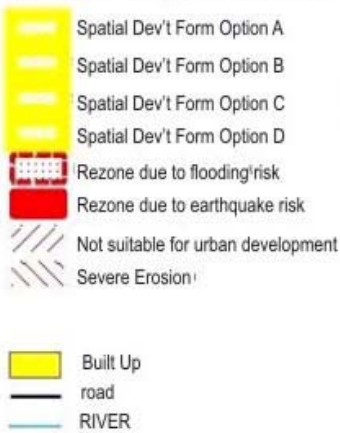 Spatial Dev't Form Option A
Spatial Dev't Form Option B
Spatial Dev't Form Option C
Spatial Dev't Form Option D
Rezone due to flooding risk
Rezone due to earthquake risk
Not suitable for urban development
Severe Erosion
Built Up
road
RIVER